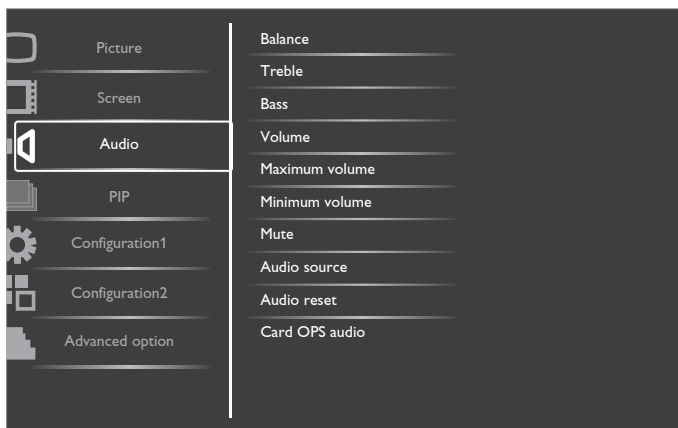 Picture
Screen
Audio
PIP
Configuration1
Configuration2
Advanced option
Balance
Treble
Bass
Volume
Maximum volume
Minimum volume
Mute
Audio source
Audio reset
Card OPS audio